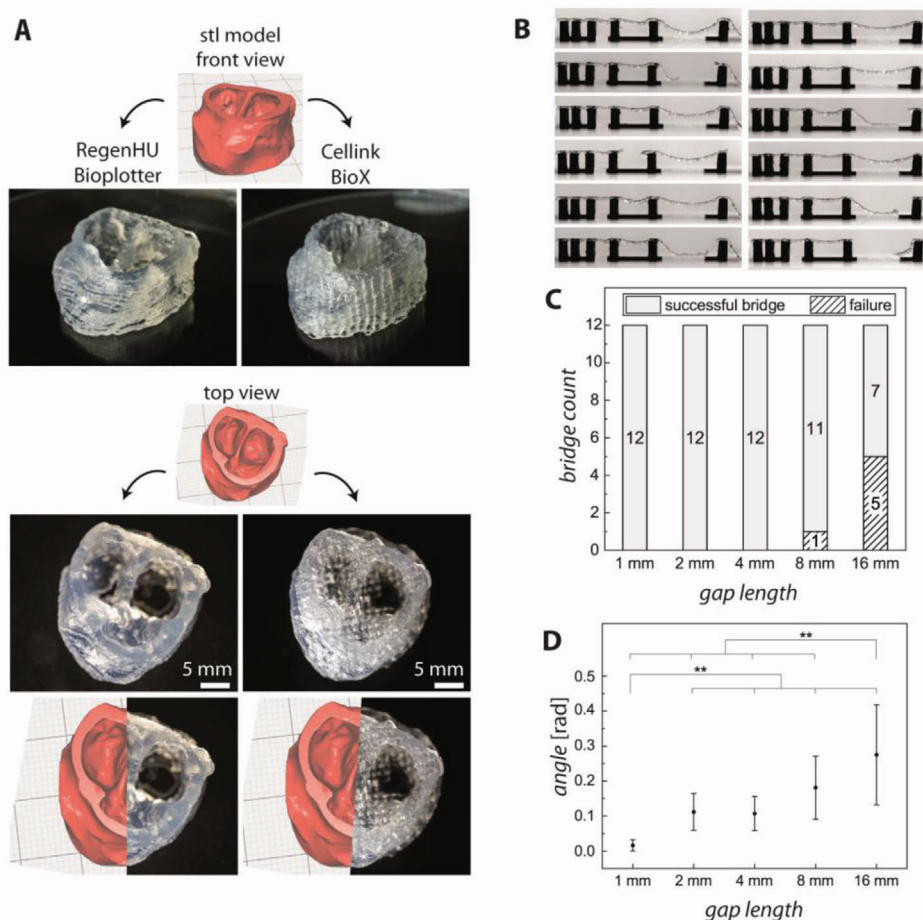 A
stl model
front view
RegenHU
Bioplotter
Cellink
BioX
top view
5 mm
5 mm
B
C
successful bridge
failure
bridge count
12
10
8
6
4
2
0
12
12
12
11
1
7
5
1 mm
2 mm
4 mm
8 mm
16 mm
gap length
D
angle [rad]
0.5
0.4
0.3
0.2
0.1
0.0
**
**
1 mm
2 mm
4 mm
8 mm
16 mm
gap length